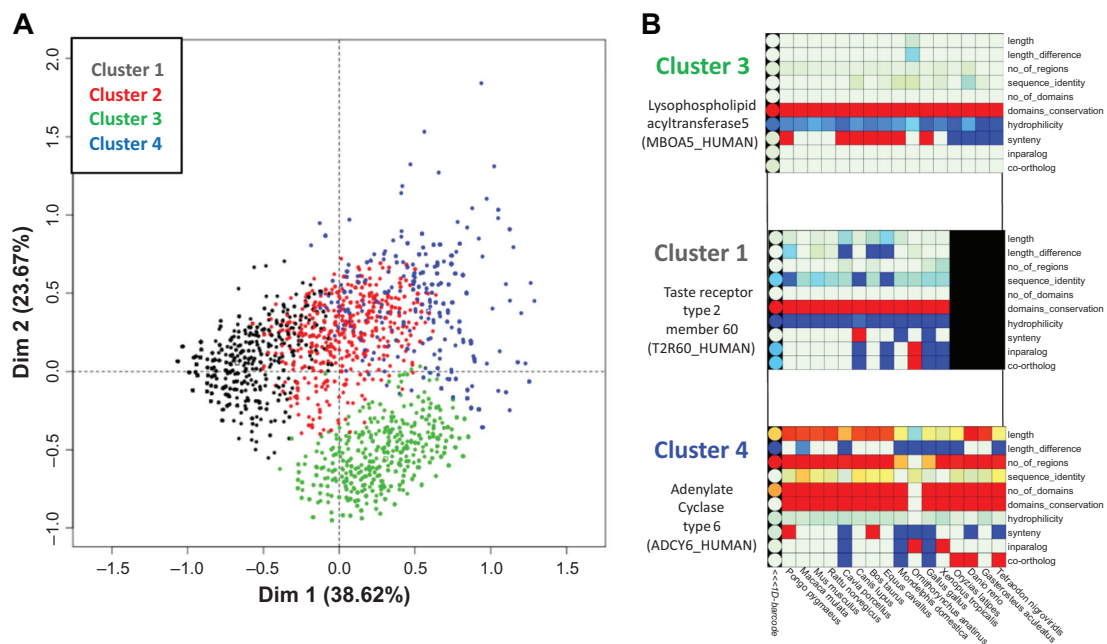 A
Cluster 1
Cluster 2
Cluster 3
Cluster 4
2.0
1.5
1.0
0.5
0.0
−0.5
−1.0
Dim 2 (23.67%)
−1.5
−1.0
−0.5
0.0
0.5
1.0
1.5
Dim 1 (38.62%)
B
Cluster 3
Lysophospholipid
acyltransferase5
(MBOA5_HUMAN)
length
length_difference
no_of_regions
sequence_identity
no_of_domains
domains_conservation
hydrophilicity
synteny
inparalog
co-ortholog
Cluster 1
Taste receptor
type 2
member 60
(T2R60_HUMAN)
length
length_difference
no_of_regions
sequence_identity
no_of_domains
domains_conservation
hydrophilicity
synteny
inparalog
co-ortholog
Cluster 4
Adenylate
Cyclase
type 6
(ADCY6_HUMAN)
length
length_difference
no_of_regions
sequence_identity
no_of_domains
domains_conservation
hydrophilicity
synteny
inparalog
co-ortholog
<<<1D-barcode
Pongo pygmaeus
Macaca mulata
Mus musculus
Rattu norvegicus
Cavia porcellus
Canis lupus
Bos taurus
Equus cavallus
Mondelphis domestica
Ornithorynchus anatinus
Gallus gallus
Xenopus tropicalis
Oryzias latipes
Danio rerio
Gasterosteus aculeatus
Tetraodon nigroviridis